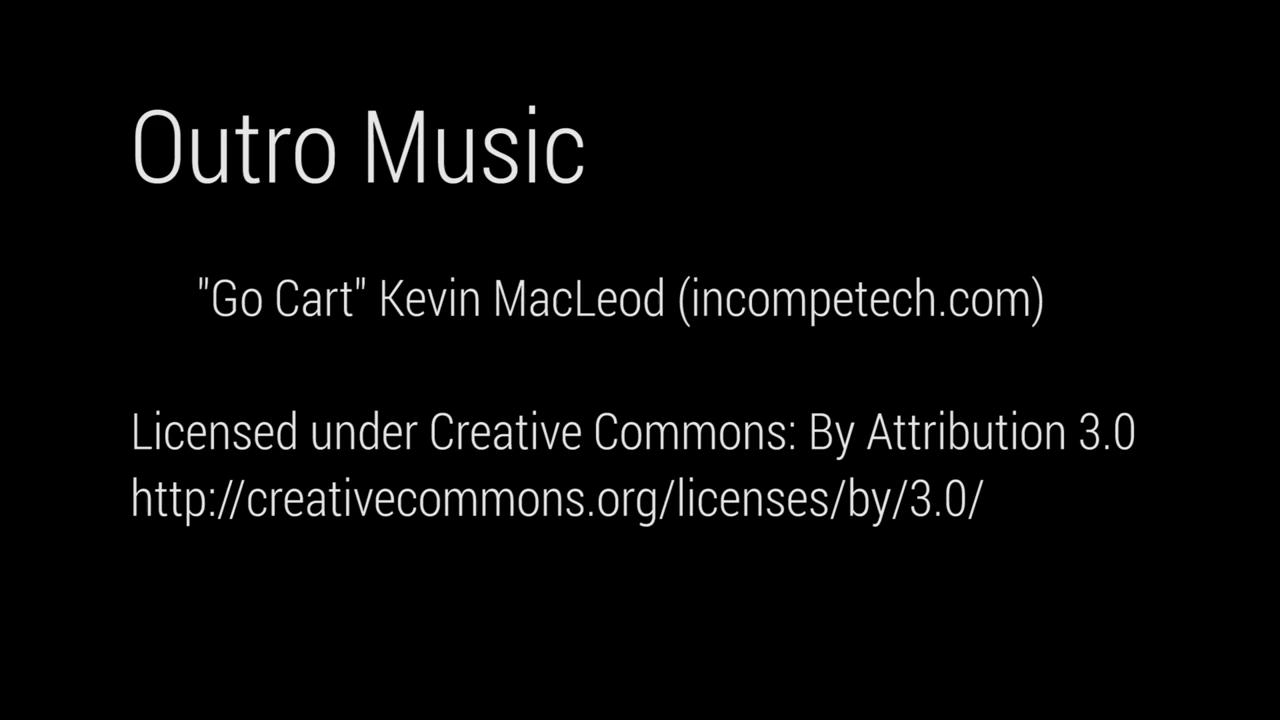 Outro Music
"Go Cart" Kevin MacLeod (incompetech.com)
Licensed under Creative Commons: By Attribution 3.0
http://creativecommons.org/licenses/by/3.0/